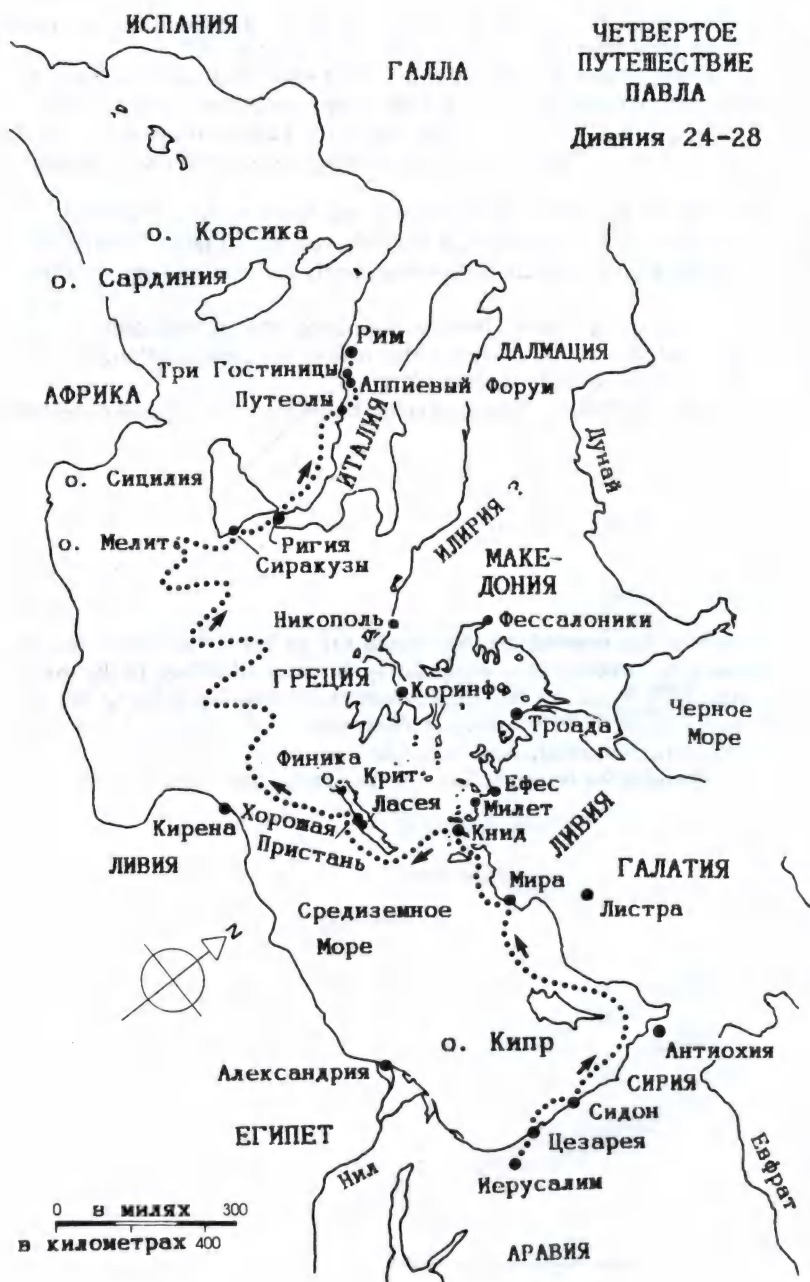 ИСПАНИЯ
ГАЛЛА
ЧЕТВЕРТОЕ
ПУТЕШЕСТВИЕ
ПАВЛА
Диания 24-28
о. Корсика
о. Сардиния
Рим
Три Гостиницы
ДАЛМАЦИЯ
АФРИКА
Аппиевый Форум
Путеолы
ИТАЛИЯ
Дунай
о. Сицилия
ИЛИРИЯ ?
о. Мелит
Ригия
Сиракузы
МАКЕ-
ДОНИЯ
Никополь
Фессалоники
ГРЕЦИЯ
Коринф
Троада
Черное
Море
Финика
о. Крит
Ефес
Ласея
Милет
Кирена
Хорошая
Пристань
Книд
ЛИВИЯ
ЛИВИЯ
ГАЛАТИЯ
Мира
Листра
Средиземное
Море
N
о. Кипр
Антиохия
Александрия
СИРИЯ
Сидон
ЕГИПЕТ
Цезарея
Нил
Иерусалим
Евфрат
0 в милях 300
в километрах 400
АРАВИЯ